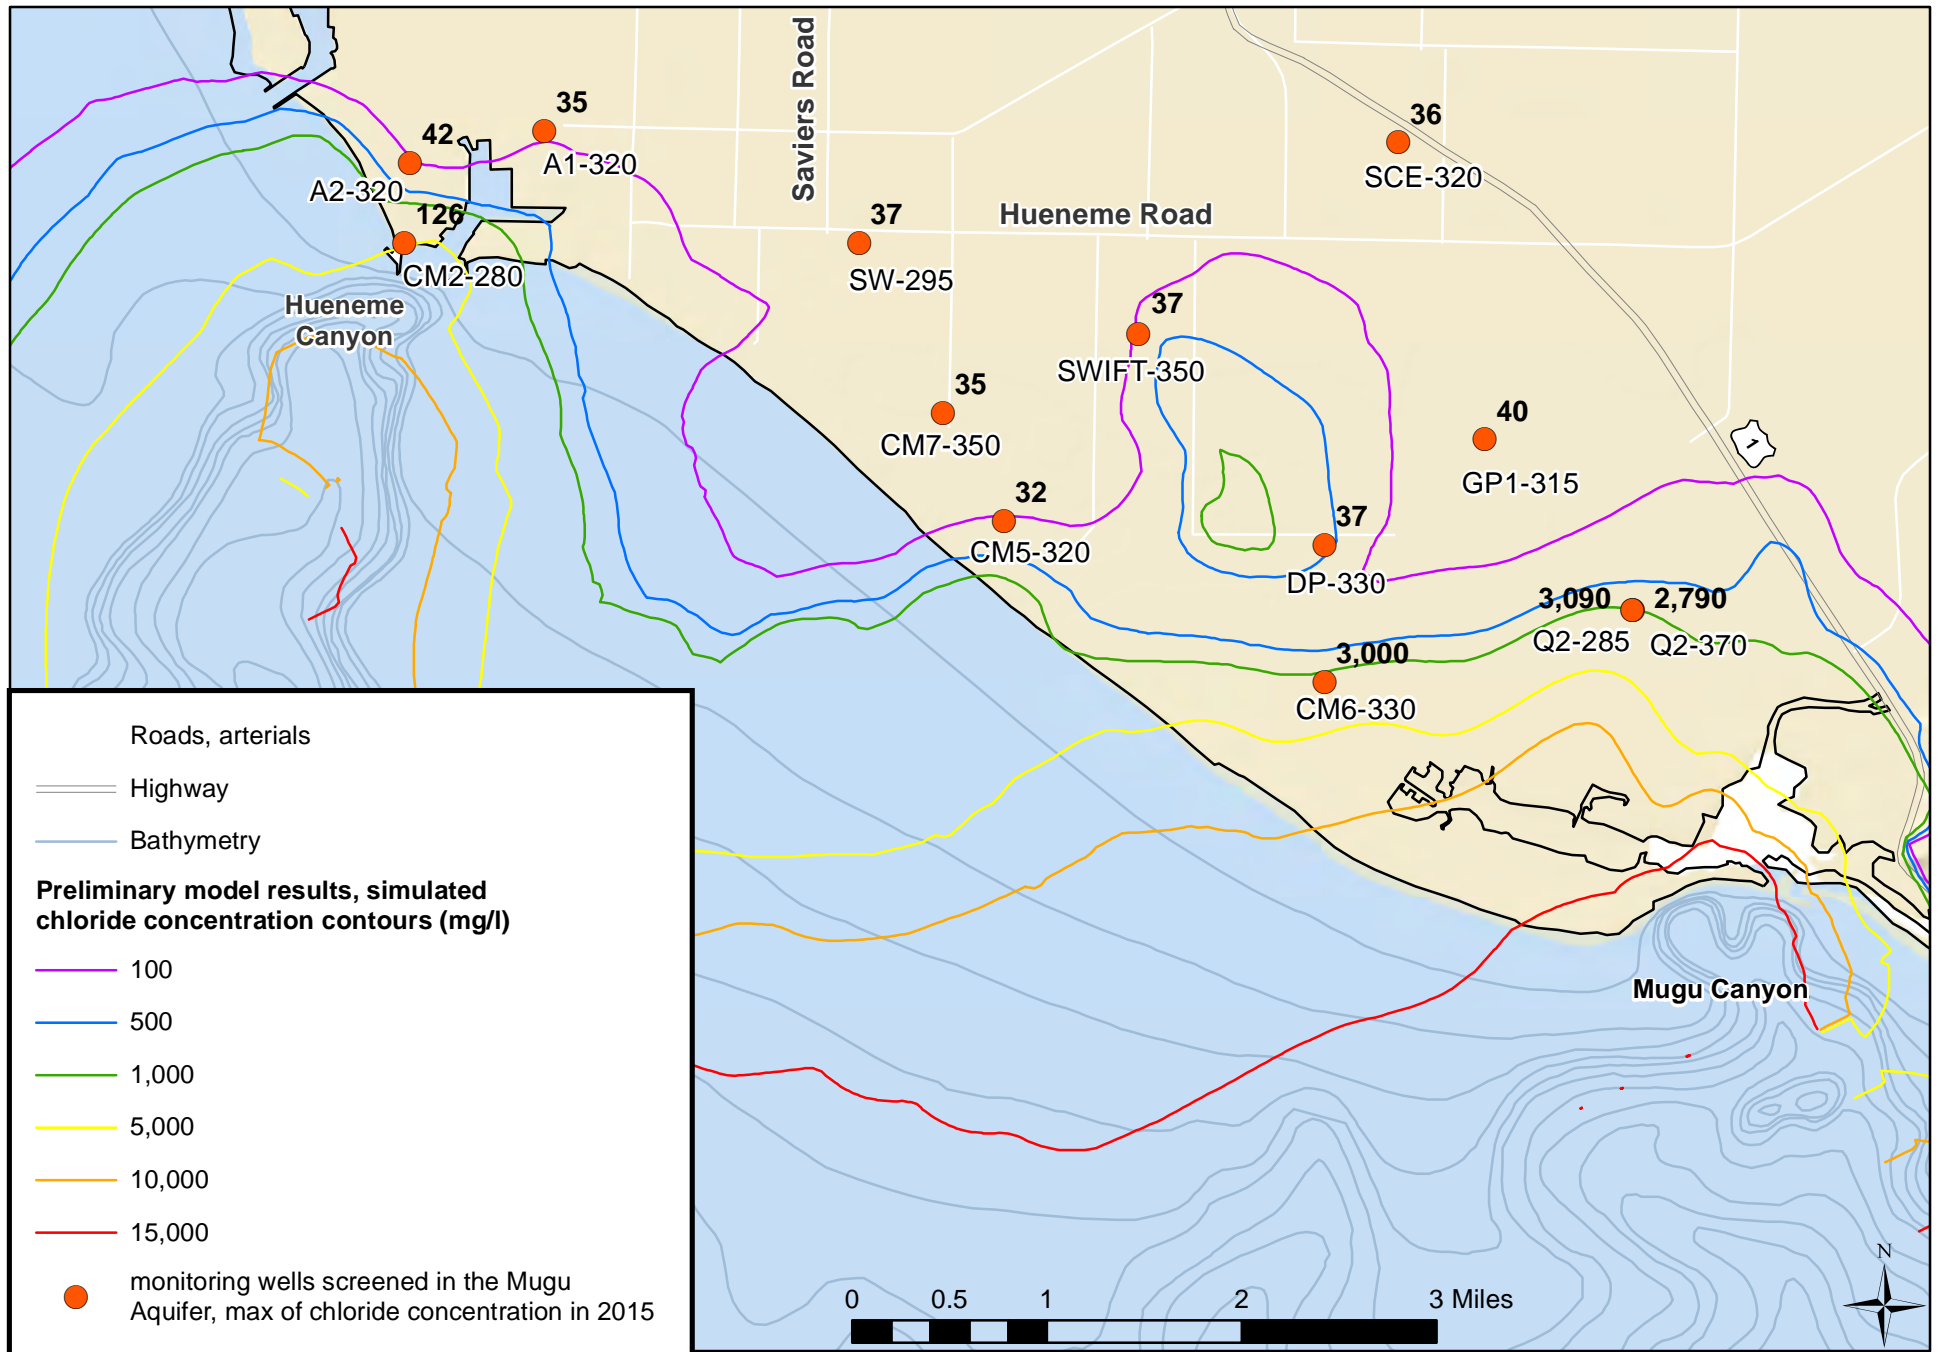 Saviers Road
35
42
A1-320
A2-320
36
SCE-320
126
CM2-280
37
SW-295
Hueneme Road
Hueneme
Canyon
37
SWIFT-350
35
CM7-350
40
GP1-315
1
32
CM5-320
37
DP-330
3,090
2,790
Q2-285
Q2-370
3,000
CM6-330
Mugu Canyon
Roads, arterials
Highway
Bathymetry
Preliminary model results, simulated
chloride concentration contours (mg/l)
100
500
1,000
5,000
10,000
15,000
monitoring wells screened in the Mugu
Aquifer, max of chloride concentration in 2015
0 0.5 1 2 3 Miles
N